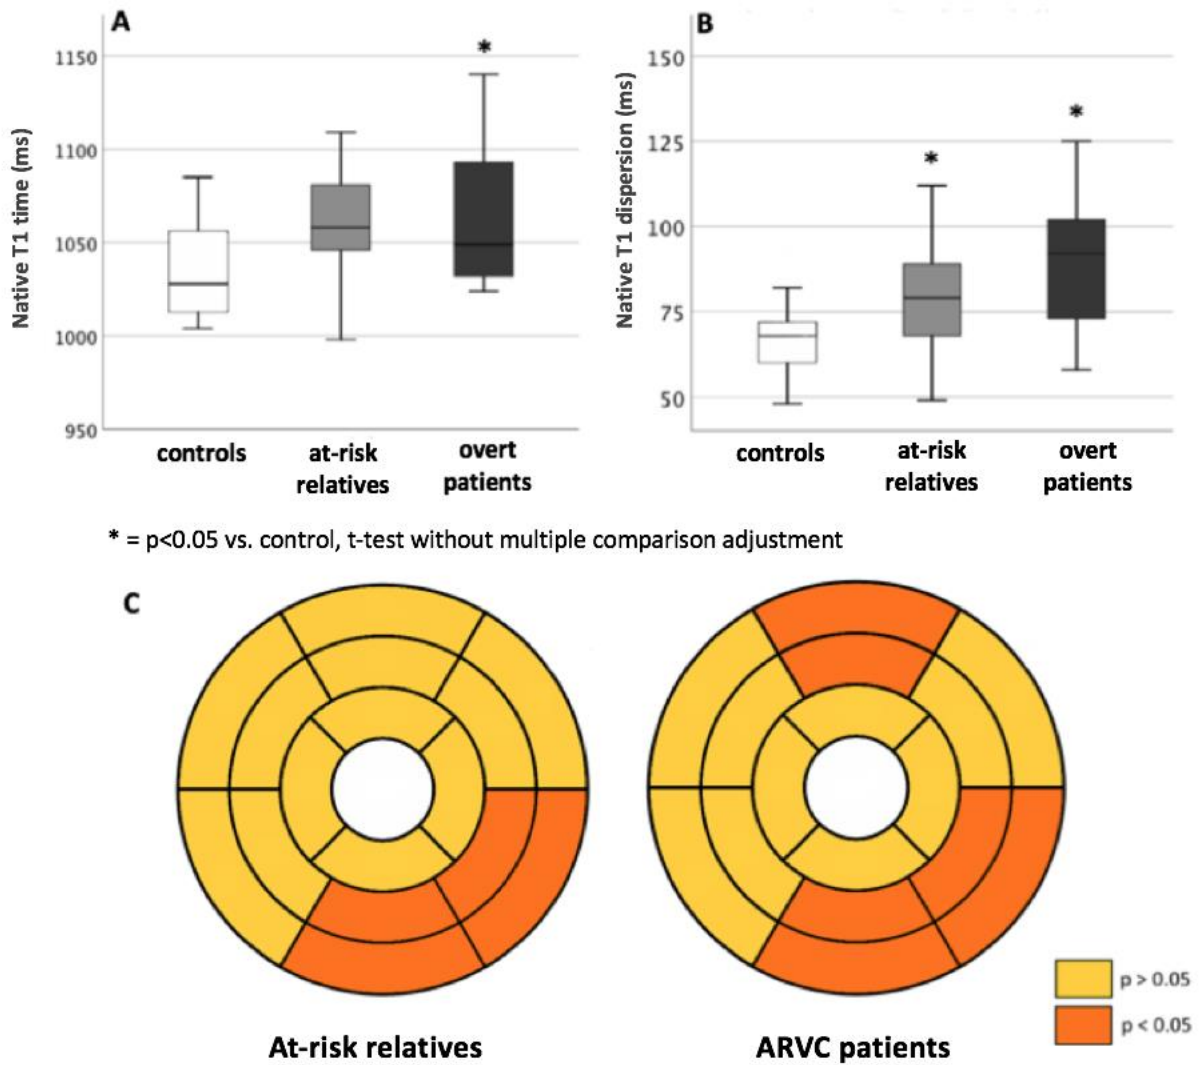 A
Native T1 time (ms)
1150
1100
1050
1000
950
*
controls
at-risk
relatives
overt
patients
B
Native T1 dispersion (ms)
150
125
100
75
50
*
*
controls
at-risk
relatives
overt
patients
* = p<0.05 vs. control, t-test without multiple comparison adjustment
C
At-risk relatives
ARVC patients
p > 0.05
p < 0.05